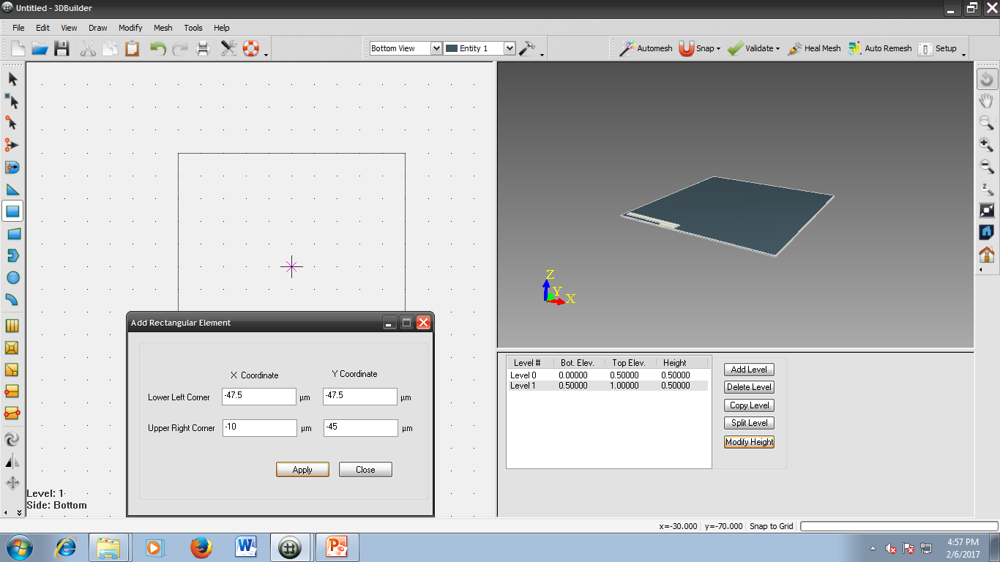 Untitled - 3DBuilder
File Edit View Draw Modify Mesh Tools Help
Bottom View Entity 1 Automesh Snap Validate Heal Mesh Auto Remesh Setup
Z
Y
X
Level: 1
Side: Bottom
Add Rectangular Element
X Coordinate Y Coordinate
Lower Left Corner -47.5 µm -47.5 µm
Upper Right Corner -10 µm -45 µm
Apply Close
Level # Bot. Elev. Top Elev. Height
Level 0 0.00000 0.50000 0.50000
Level 1 0.50000 1.00000 0.50000
Add Level
Delete Level
Copy Level
Split Level
Modify Height
x=-30.000 y=-70.000 Snap to Grid
4:57 PM
2/6/2017